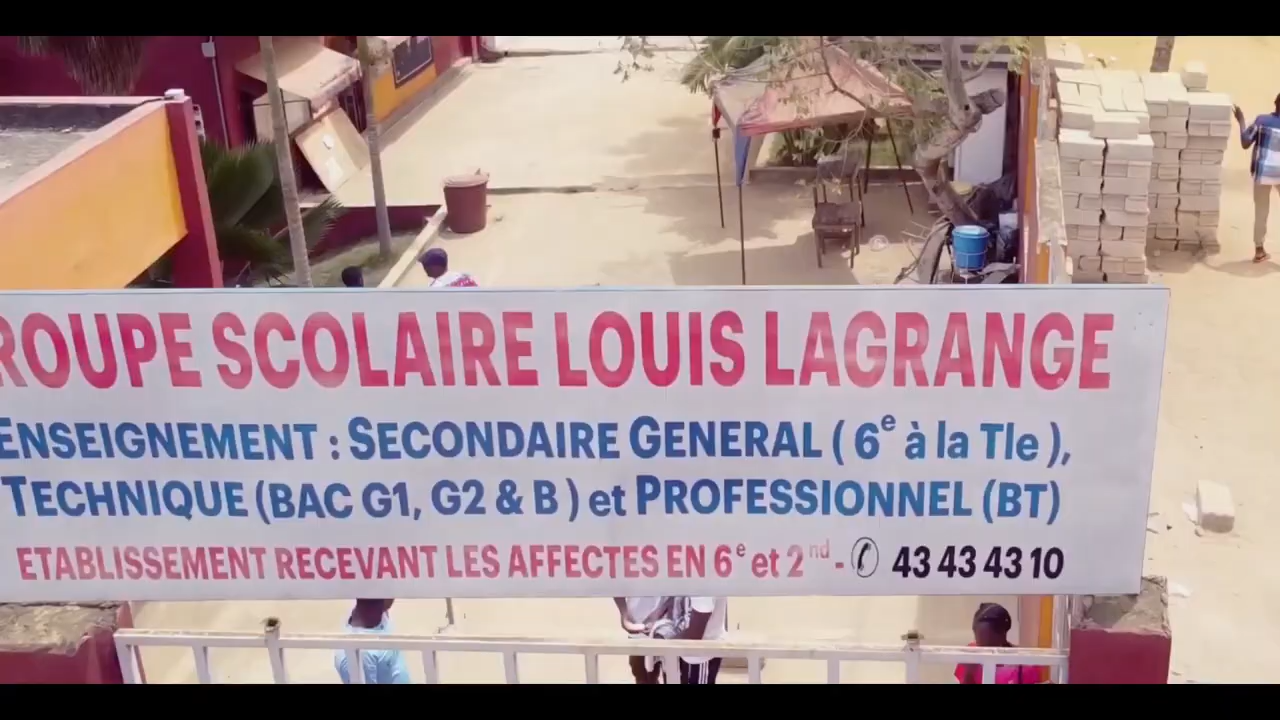 ROUPE SCOLAIRE LOUIS LAGRANGE
ENSEIGNEMENT : SECONDAIRE GENERAL ( 6e à la Tle ),
TECHNIQUE (BAC G1, G2 & B ) et PROFESSIONNEL (BT)
ETABLISSEMENT RECEVANT LES AFFECTES EN 6e et 2nd - ✆ 43 43 43 10